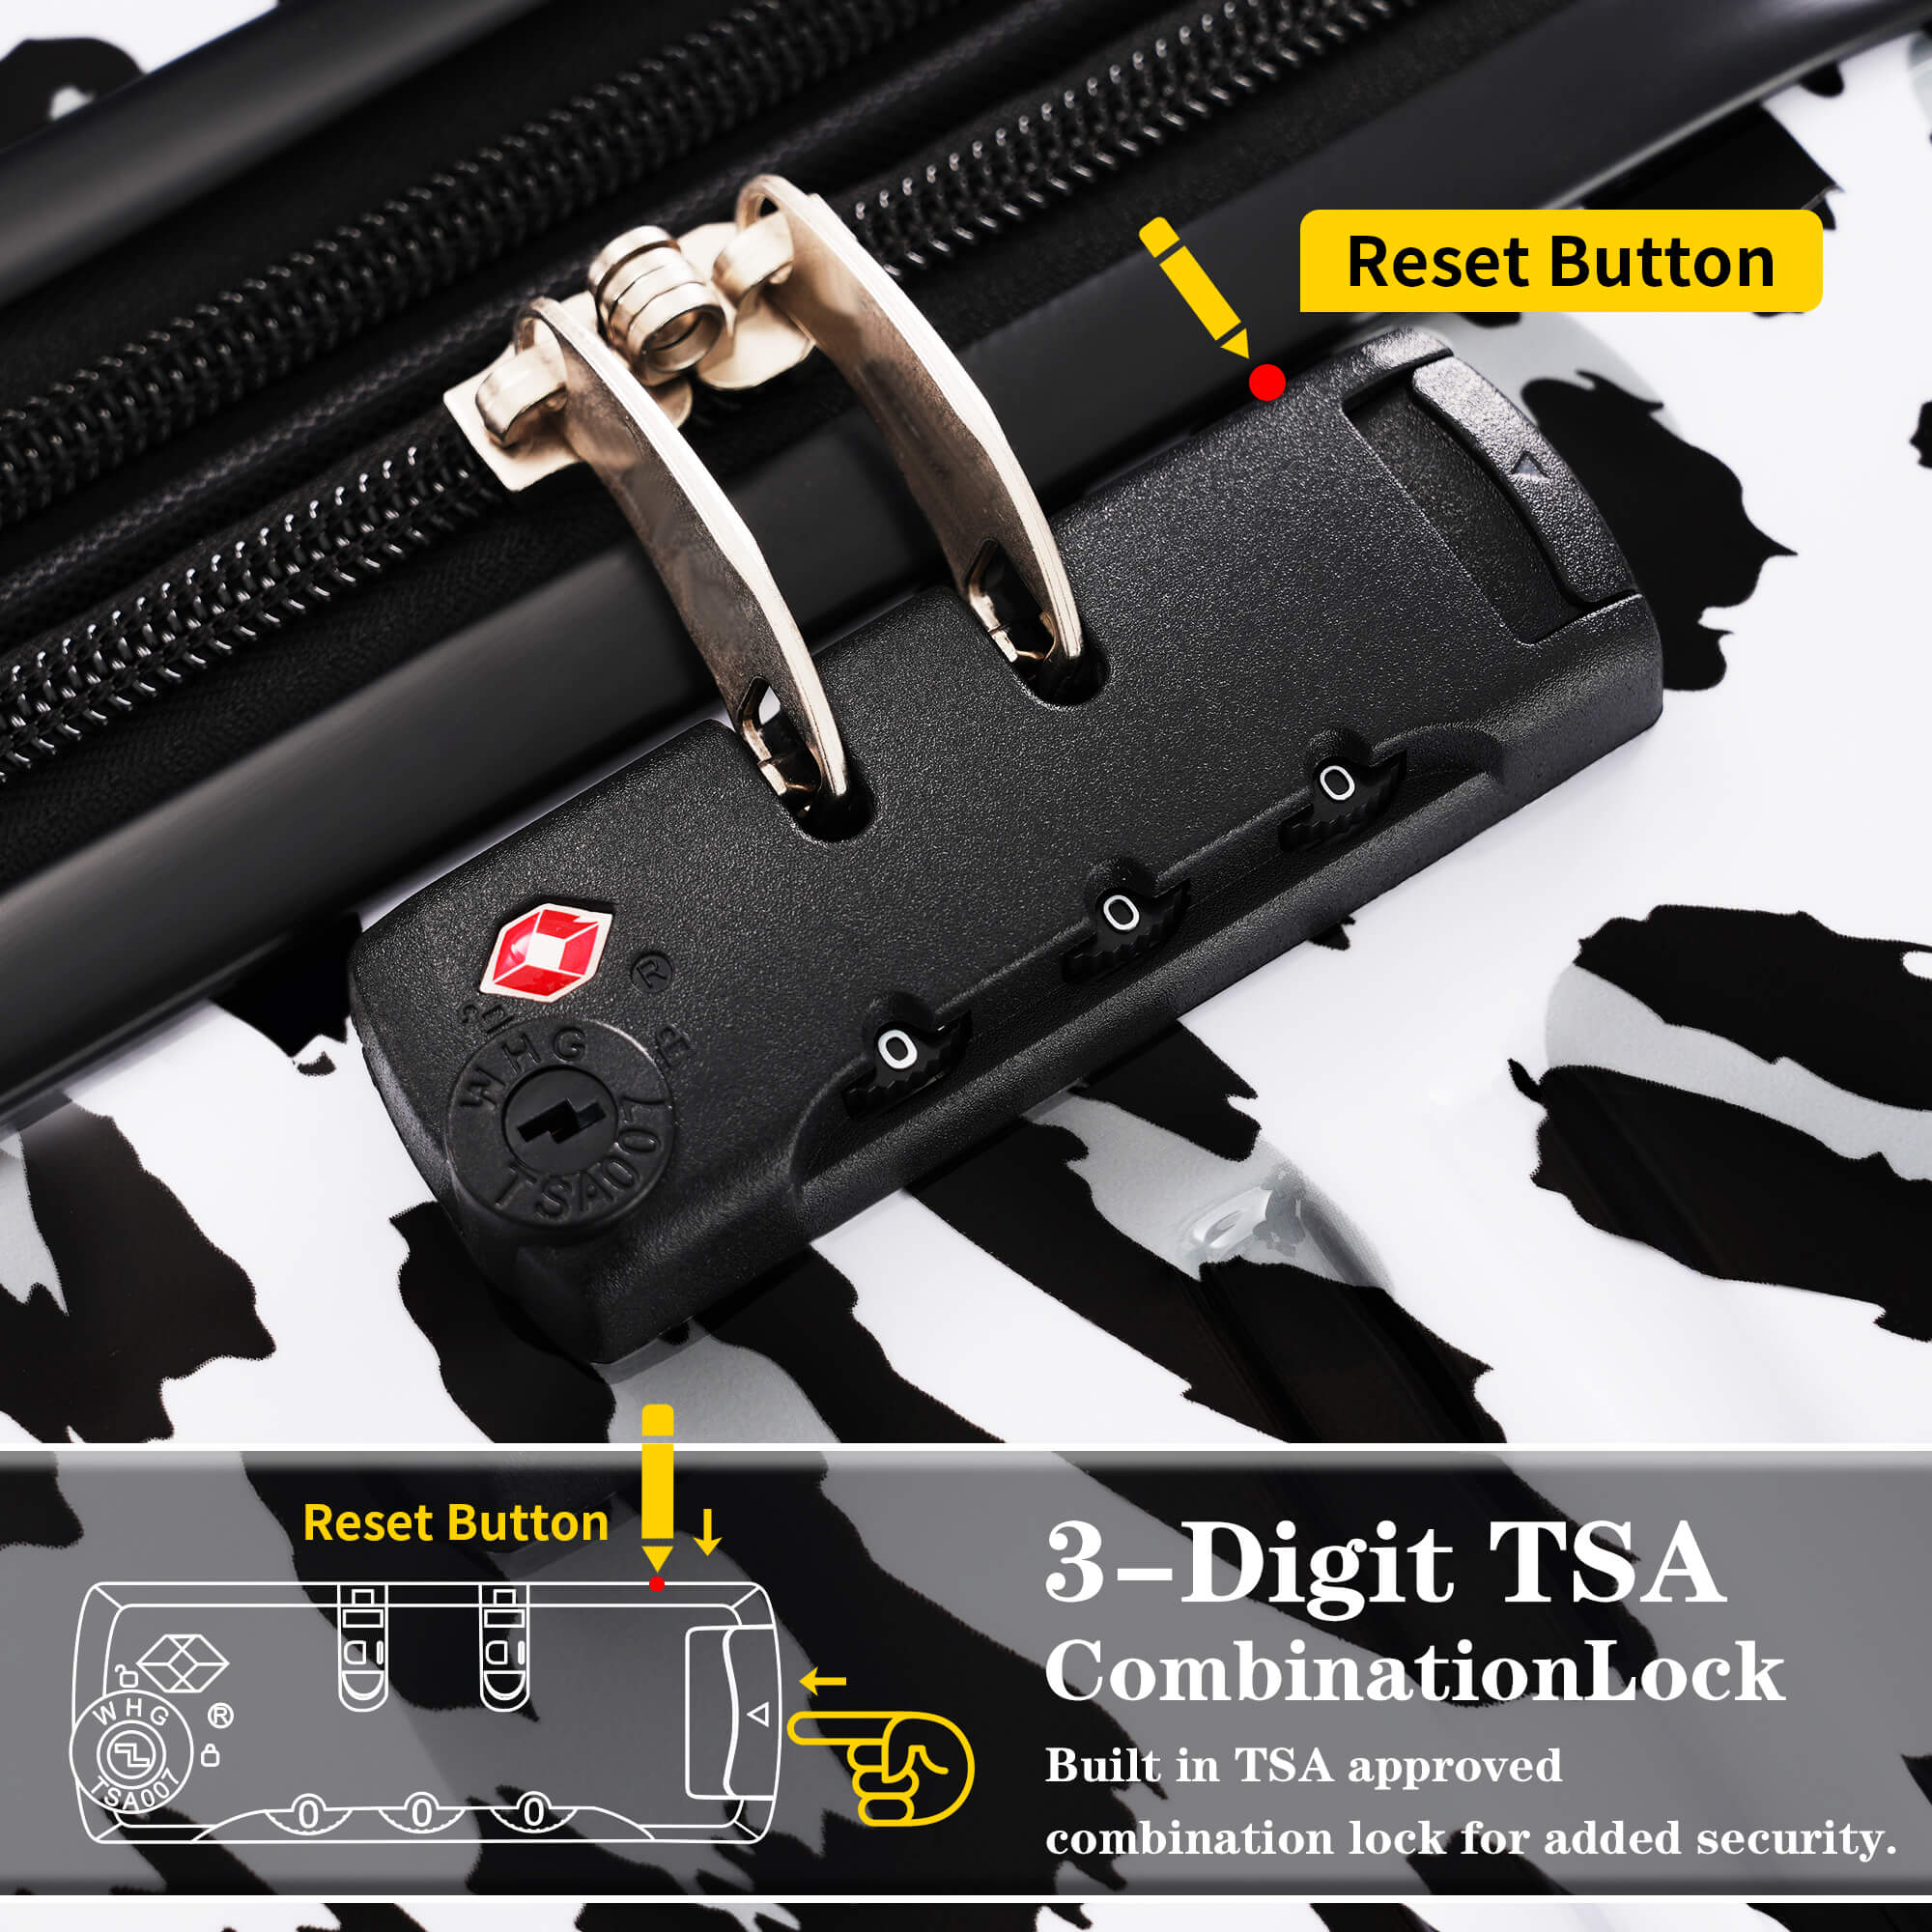 Reset Button
0
0
0
®
WHG
TSA007
Reset Button
WHG
®
TSA007
0 0 0
3-Digit TSA
CombinationLock
Built in TSA approved
combination lock for added security.